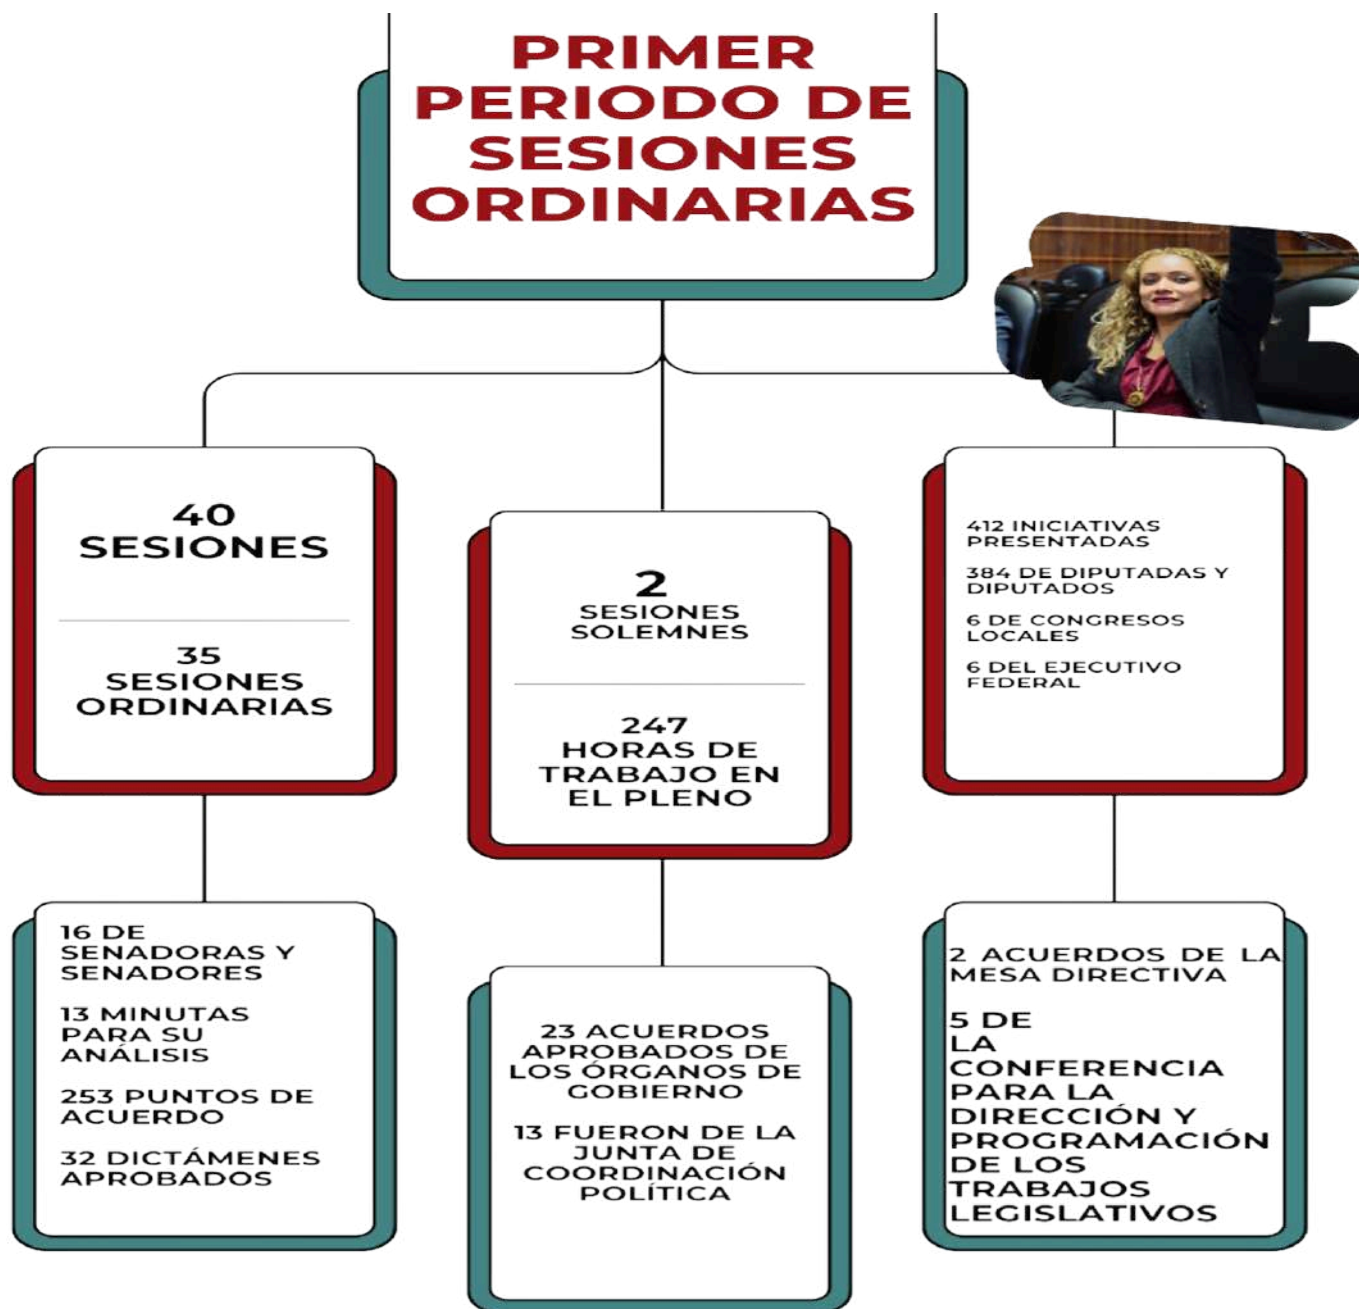 PRIMER
PERIODO DE
SESIONES
ORDINARIAS
40
SESIONES
35
SESIONES
ORDINARIAS
2
SESIONES
SOLEMNES
247
HORAS DE
TRABAJO EN
EL PLENO
412 INICIATIVAS
PRESENTADAS
384 DE DIPUTADAS Y
DIPUTADOS
6 DE CONGRESOS
LOCALES
6 DEL EJECUTIVO
FEDERAL
16 DE
SENADORAS Y
SENADORES
13 MINUTAS
PARA SU
ANÁLISIS
253 PUNTOS DE
ACUERDO
32 DICTÁMENES
APROBADOS
23 ACUERDOS
APROBADOS DE
LOS ÓRGANOS DE
GOBIERNO
13 FUERON DE LA
JUNTA DE
COORDINACIÓN
POLÍTICA
2 ACUERDOS DE LA
MESA DIRECTIVA
5 DE
LA
CONFERENCIA
PARA LA
DIRECCIÓN Y
PROGRAMACIÓN
DE LOS
TRABAJOS
LEGISLATIVOS